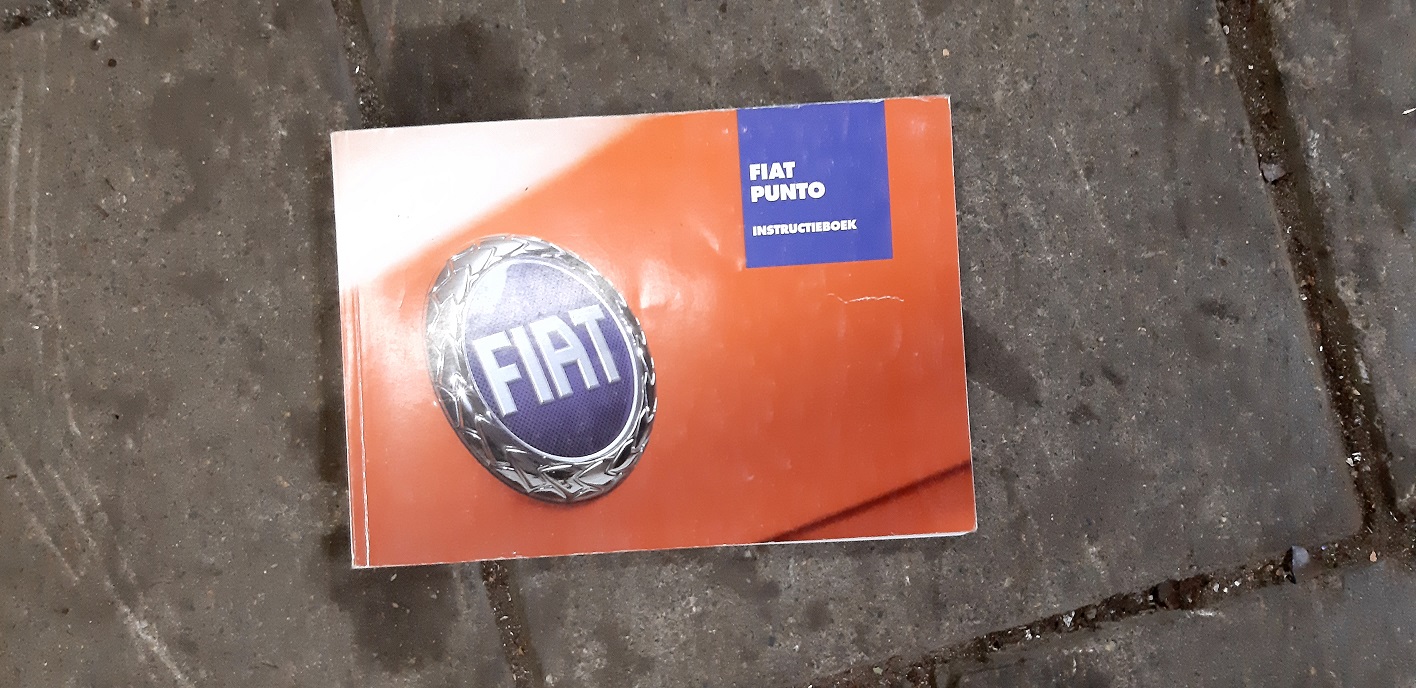 FIAT
PUNTO
INSTRUCTIEBOEK
FIAT